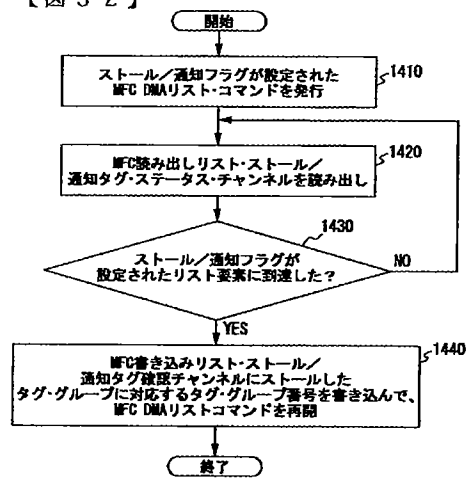 【図32】
開始
ストール／通知フラグが設定された
MFC DMAリスト・コマンドを発行
1410
MFC読み出しリスト・ストール／
通知タグ・ステータス・チャンネルを読み出し
1420
1430
ストール／通知フラグが
設定されたリスト要素に到達した？
NO
YES
1440
MFC書き込みリスト・ストール／
通知タグ確認チャンネルにストールした
タグ・グループに対応するタグ・グループ番号を書き込んで、
MFC DMAリストコマンドを再開
終了